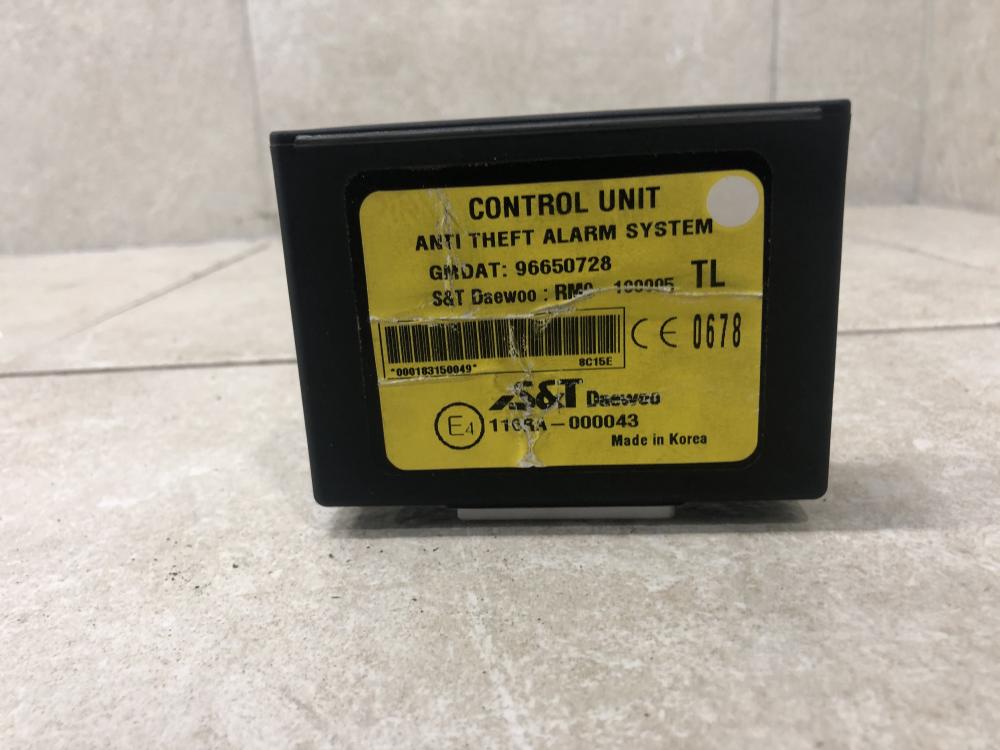 CONTROL UNIT
ANTI THEFT ALARM SYSTEM
GMDAT: 96650728
S&T Daewoo : TL
*000183150049* 8C15E
CE 0678
S&T Daewoo
E4 -000043
Made in Korea